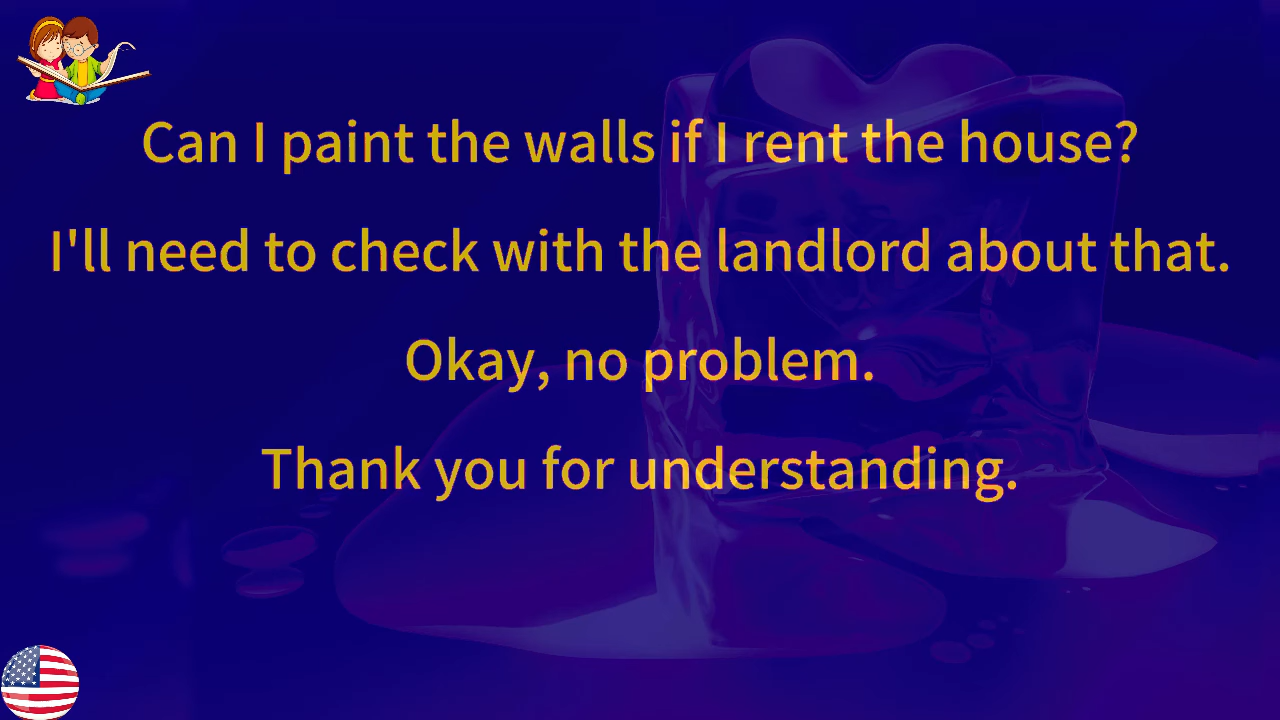 Can I paint the walls if I rent the house?
I'll need to check with the landlord about that.
Okay, no problem.
Thank you for understanding.